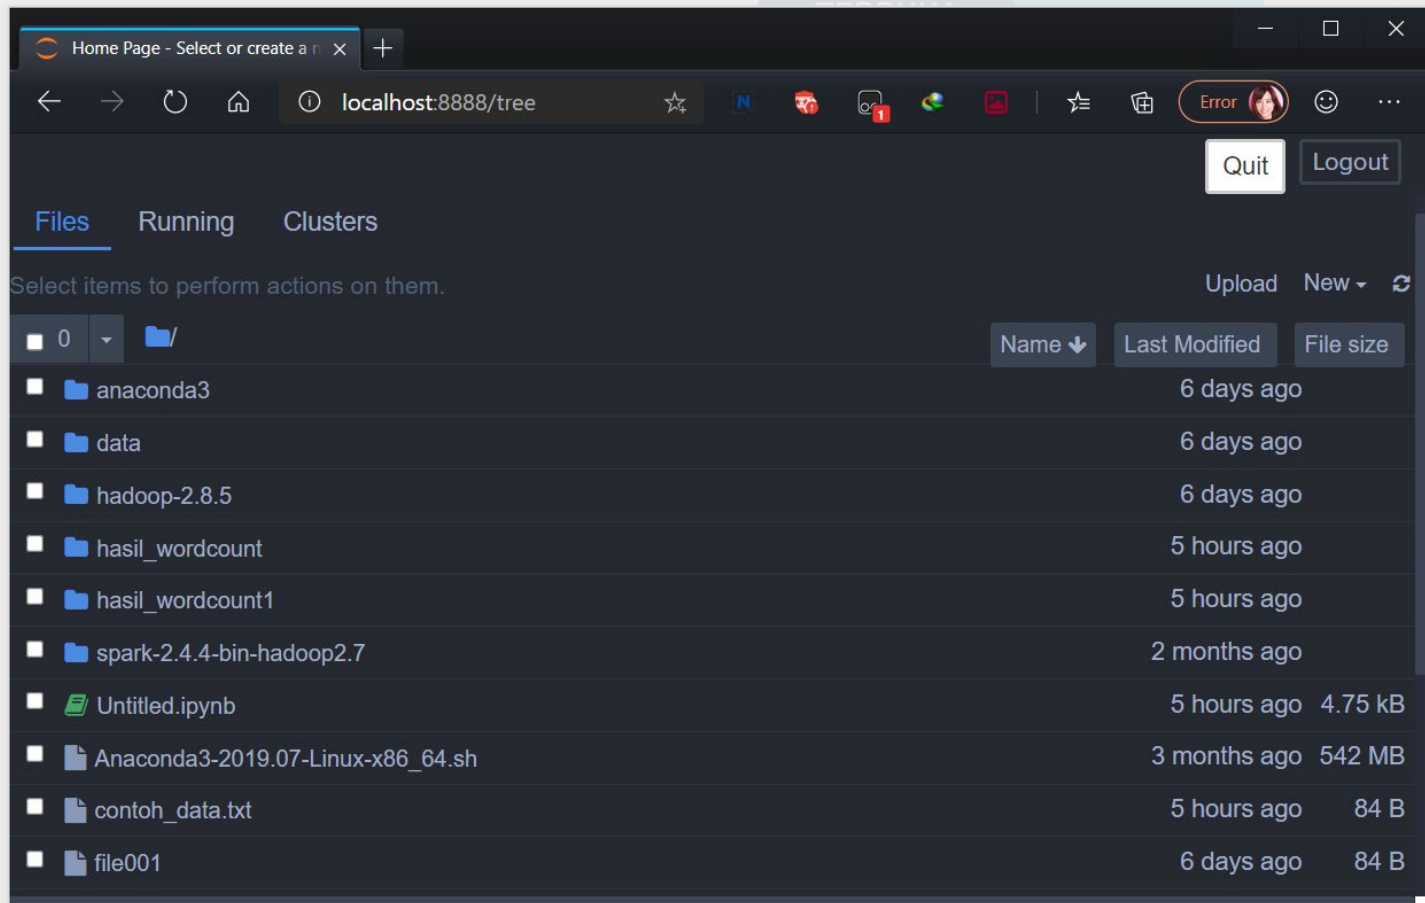 Home Page - Select or create a n
localhost:8888/tree
1
Error
Quit
Logout
Files
Running
Clusters
Select items to perform actions on them.
Upload
New
0
/
Name
Last Modified
File size
anaconda3 6 days ago
data 6 days ago
hadoop-2.8.5 6 days ago
hasil_wordcount 5 hours ago
hasil_wordcount1 5 hours ago
spark-2.4.4-bin-hadoop2.7 2 months ago
Untitled.ipynb 5 hours ago 4.75 kB
Anaconda3-2019.07-Linux-x86_64.sh 3 months ago 542 MB
contoh_data.txt 5 hours ago 84 B
file001 6 days ago 84 B